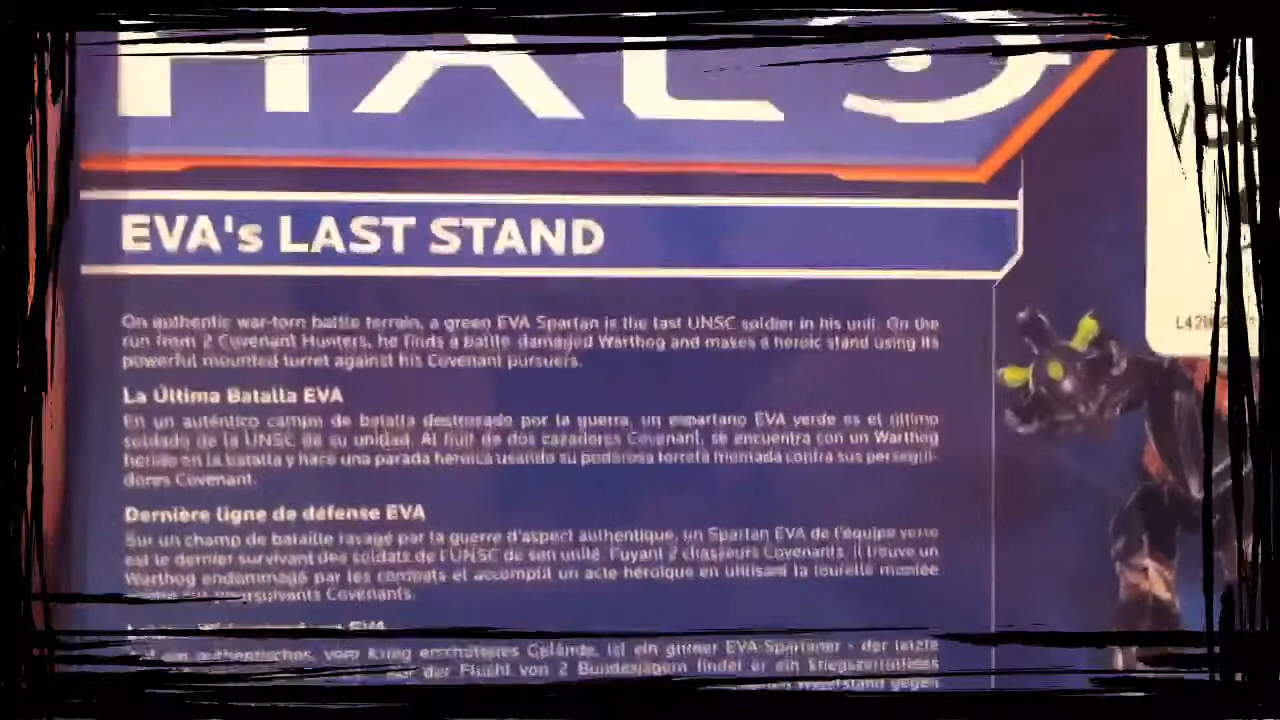 HALO
EVA's LAST STAND
On authentic war-torn battle terrain, a green EVA Spartan is the last UNSC soldier in his unit. On the
run from 2 Covenant Hunters, he finds a battle damaged Warthog and makes a heroic stand using its
powerful mounted turret against his Covenant pursuers.
La Última Batalla EVA
En un auténtico campo de batalla destrozado por la guerra, un espartano EVA verde es el último
soldado de la UNSC de su unidad. Al huir de dos cazadores Covenant, se encuentra con un Warthog
herido en la batalla y hace una parada heroica usando su poderosa torreta montada contra sus persegui-
dores Covenant.
Dernière ligne de défense EVA
Sur un champ de bataille ravagé par la guerre d'aspect authentique, un Spartan EVA de l'équipe verte
est le dernier survivant des soldats de l'UNSC de son unité. Fuyant 2 chasseurs Covenants, il trouve un
Warthog endommagé par les combats et accomplit un acte héroïque en utilisant la tourelle montée
poursuivants Covenants.
EVA
ein authentisches, vom Krieg erschüttertes Gelände, ist ein grüner EVA-Spartaner - der letzte
der Flucht von 2 Bundesjägern findet er ein
gegen